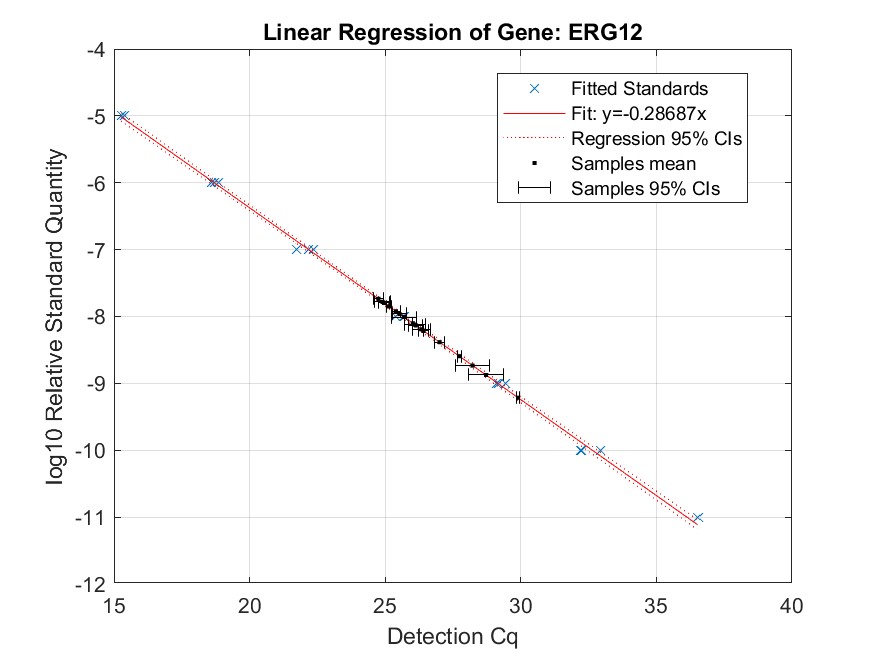 Linear Regression of Gene: ERG12
-4
-5
-6
-7
-8
-9
-10
-11
-12
log10 Relative Standard Quantity
Fitted Standards
Fit: y=-0.28687x
Regression 95% CIs
Samples mean
Samples 95% CIs
15 20 25 30 35 40
Detection Cq